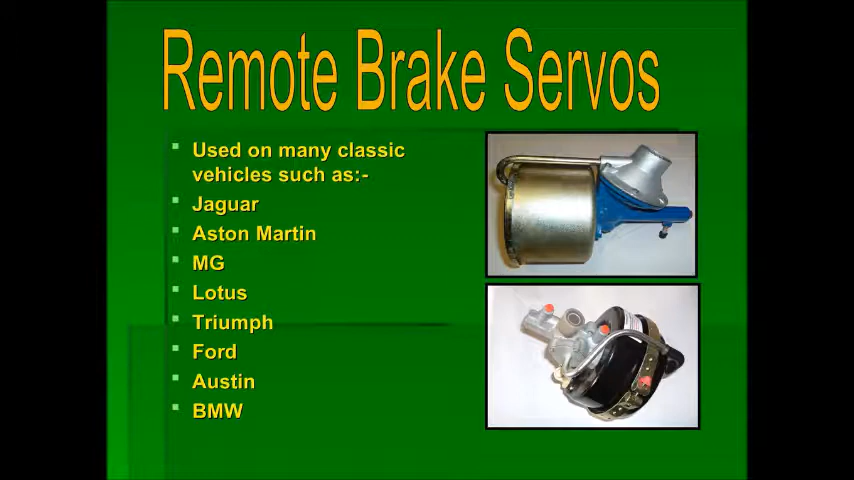 Remote Brake Servos
Used on many classic
vehicles such as:-
Jaguar
Aston Martin
MG
Lotus
Triumph
Ford
Austin
BMW